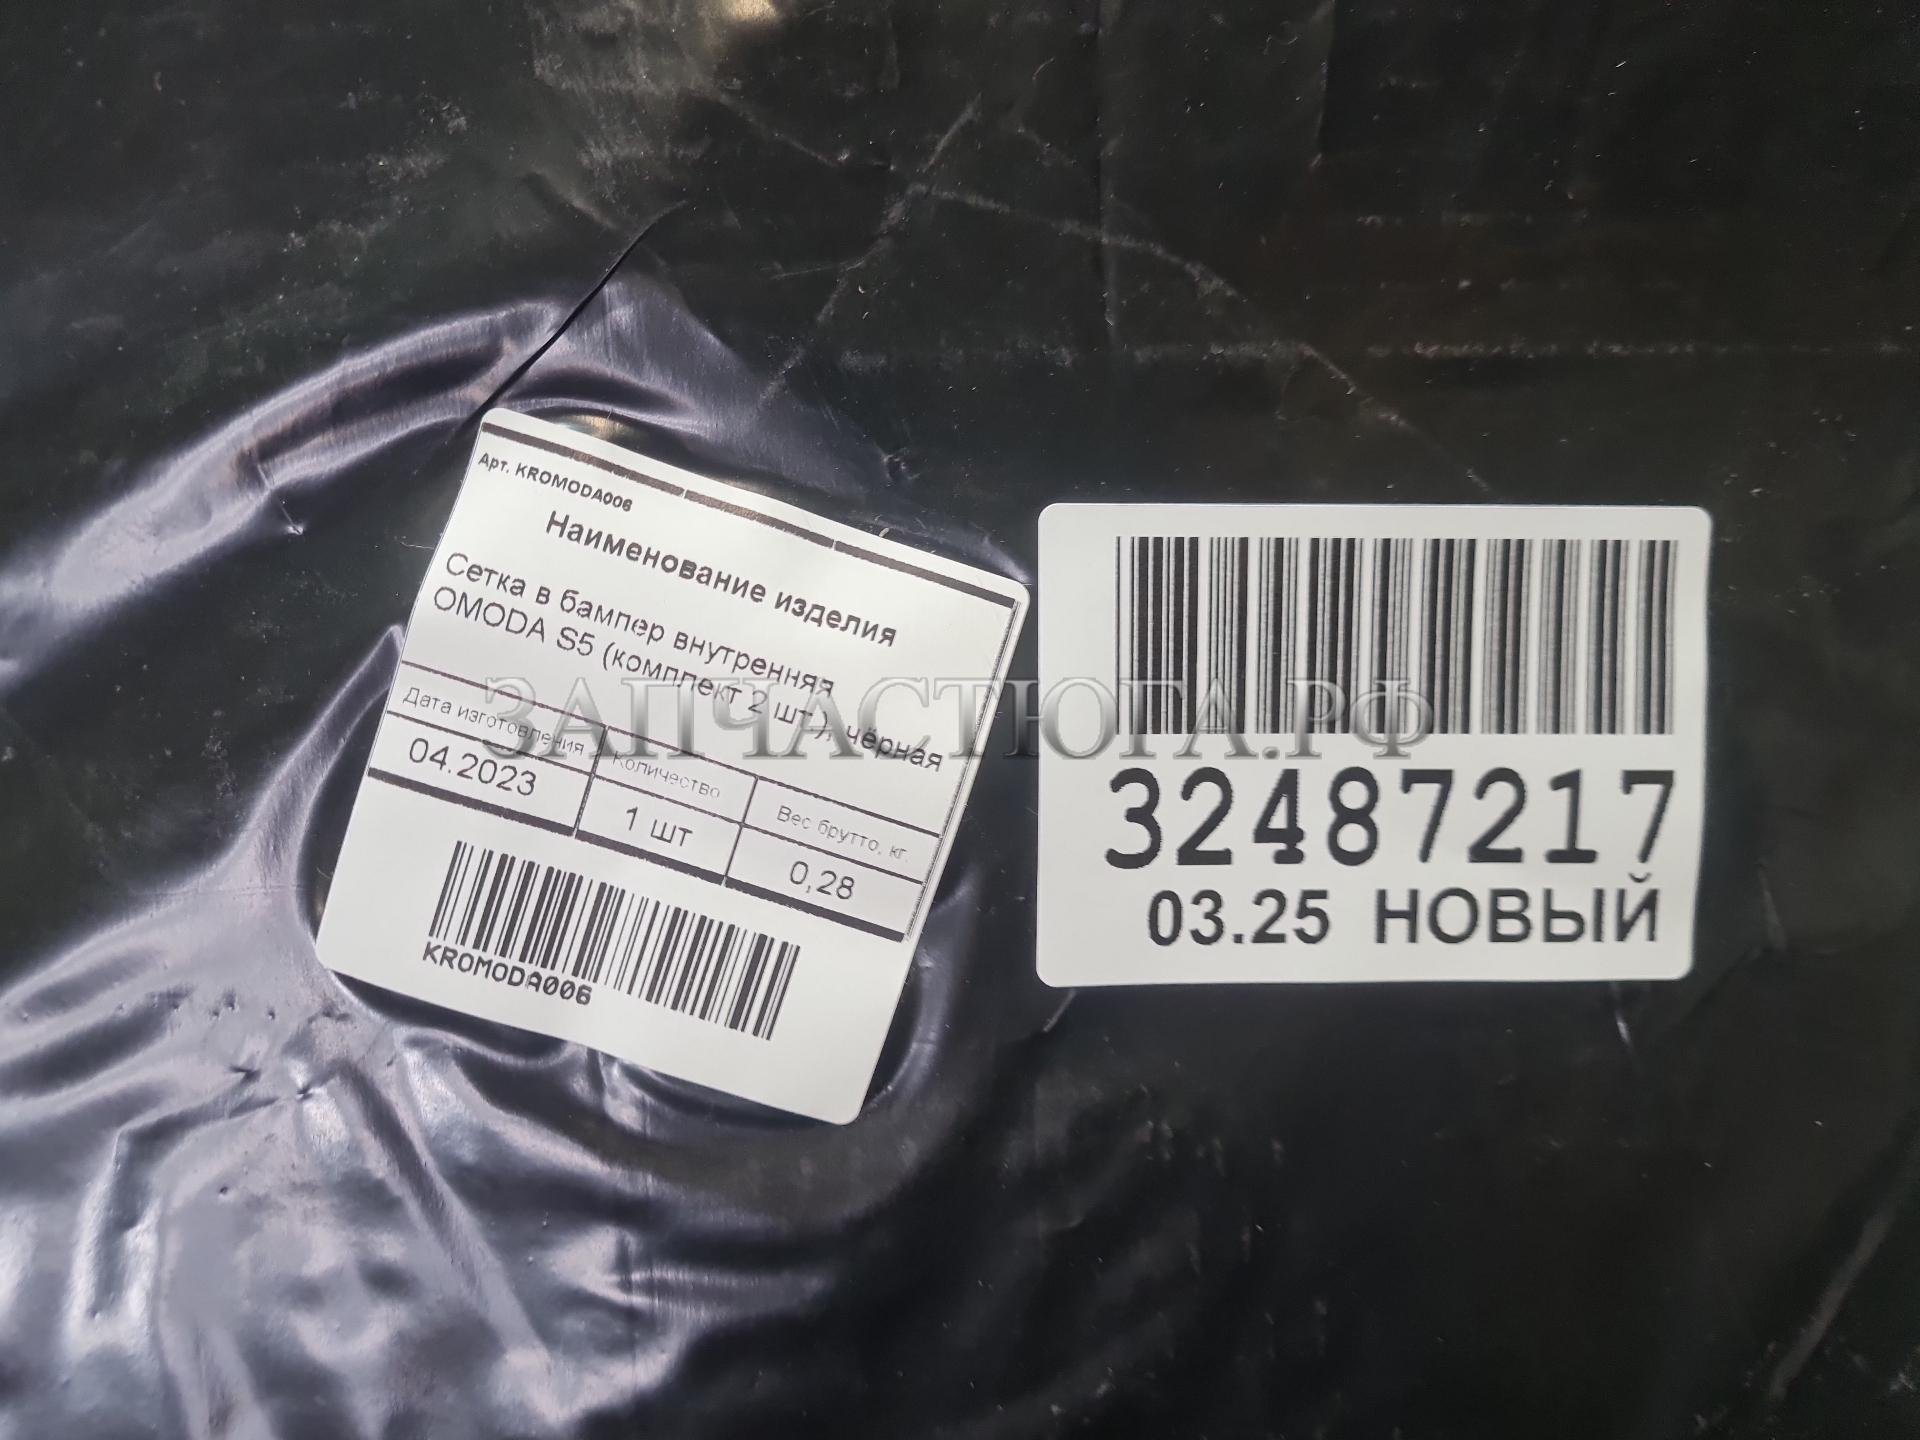 Арт. KROMODA006
Наименование изделия
Сетка в бампер внутренняя
OMODA S5 (комплект 2 шт), чёрная
Дата изготовления
Количество
Вес брутто, кг.
04.2023
1 шт
0,28
KROMODA006
ЗАПЧАСТЮГА.РФ
32487217
03.25 НОВЫЙ